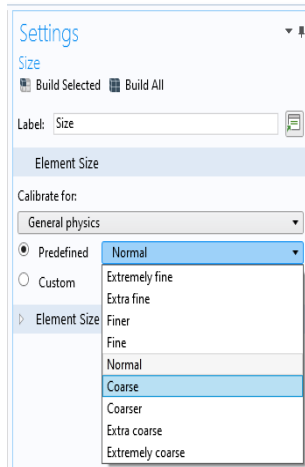 Settings
Size
Build Selected Build All
Label: Size
Element Size
Calibrate for:
General physics
Predefined Normal
Custom
Extremely fine
Extra fine
Finer
Element Size
Fine
Normal
Coarse
Coarser
Extra coarse
Extremely coarse